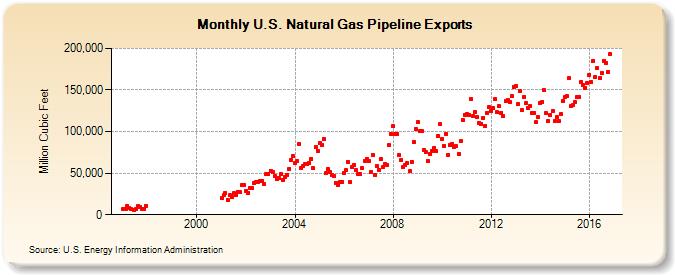 Monthly U.S. Natural Gas Pipeline Exports
Million Cubic Feet
200,000
150,000
100,000
50,000
0
2000 2004 2008 2012 2016
Source: U.S. Energy Information Administration